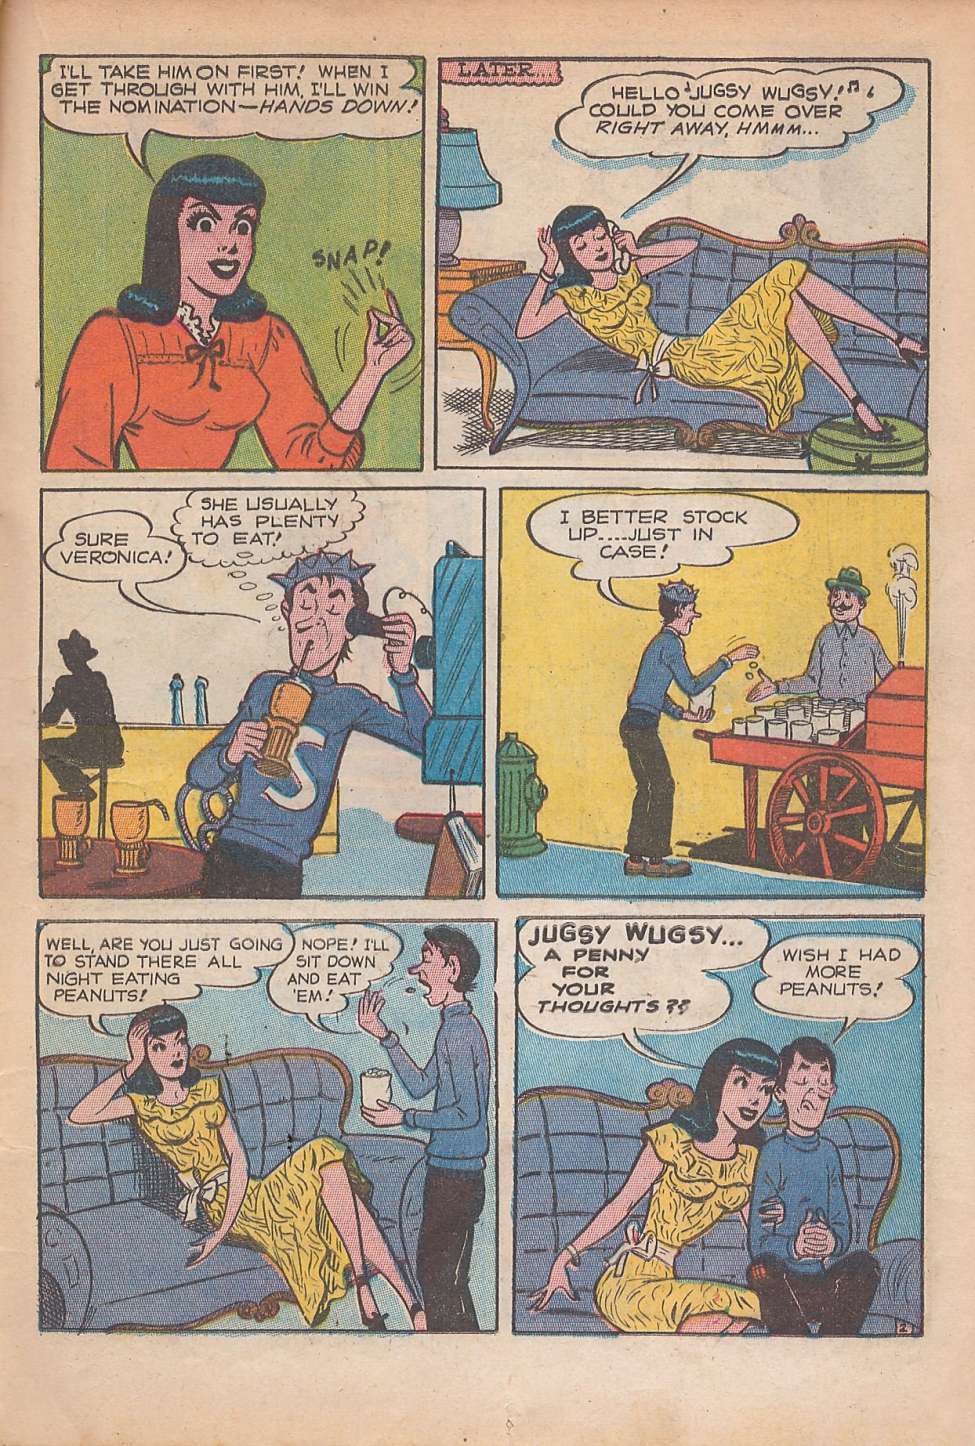 I'LL TAKE HIM ON FIRST! WHEN I
GET THROUGH WITH HIM, I'LL WIN
THE NOMINATION—HANDS DOWN!
SNAP!
LATER
HELLO JUGSY WUGSY!
COULD YOU COME OVER
RIGHT AWAY, HMMM...
SURE
VERONICA!
SHE USUALLY
HAS PLENTY
TO EAT!
S
I BETTER STOCK
UP....JUST IN
CASE!
WELL, ARE YOU JUST GOING
TO STAND THERE ALL
NIGHT EATING
PEANUTS!
NOPE! I'LL
SIT DOWN
AND EAT
'EM!
JUGSY WUGSY...
A PENNY
FOR
YOUR
THOUGHTS??
WISH I HAD
MORE
PEANUTS!
2